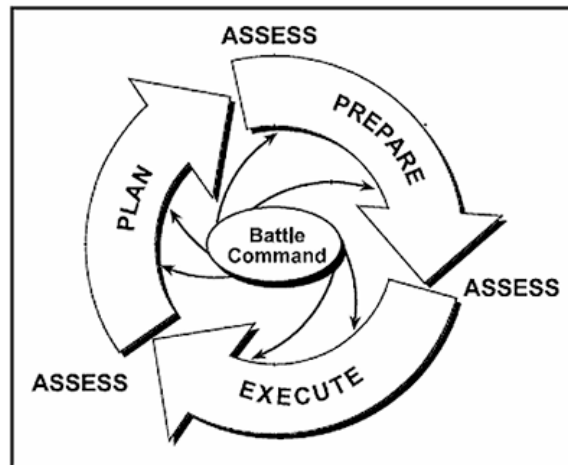 ASSESS
PREPARE
PLAN
Battle
Command
ASSESS
EXECUTE
ASSESS